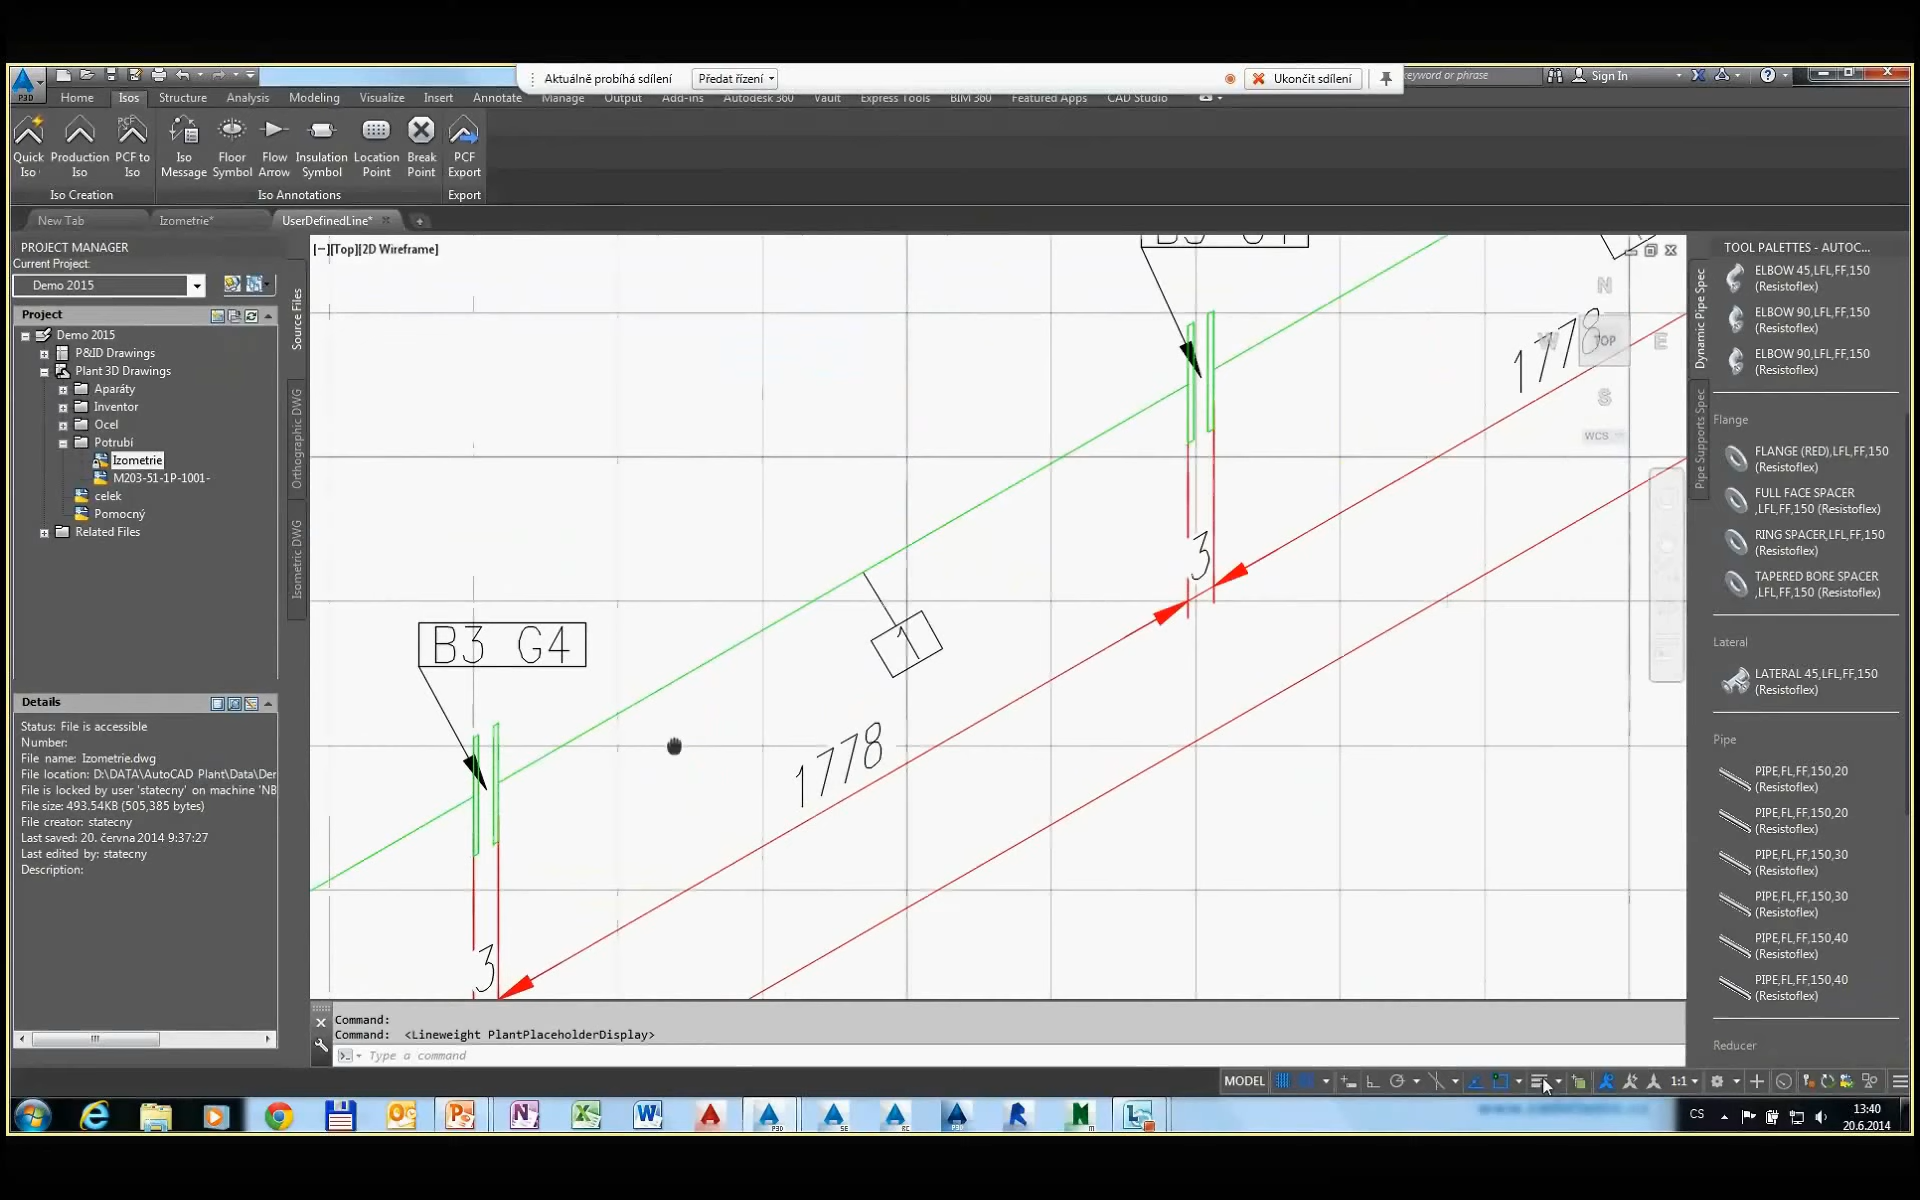 Aktuálně probíhá sdílení
Předat řízení
Ukončit sdílení
keyword or phrase
Sign In
P3D
Home Isos Structure Analysis Modeling Visualize Insert Annotate Manage Output Add-ins Autodesk 360 Vault Express Tools BIM 360 Featured Apps CAD Studio
Quick Iso
Production Iso
PCF to Iso
Iso Message
Floor Symbol
Flow Arrow
Insulation Symbol
Location Point
Break Point
PCF Export
Iso Creation
Iso Annotations
Export
New Tab
Izometrie*
UserDefinedLine*
PROJECT MANAGER
Current Project:
Demo 2015
Project
Demo 2015
P&ID Drawings
Plant 3D Drawings
Aparáty
Inventor
Ocel
Potrubí
Izometrie
M203-51-1P-1001-
celek
Pomocný
Related Files
Source Files
Orthographic DWG
Isometric DWG
Details
Status: File is accessible
Number:
File name: Izometrie.dwg
File location: D:\DATA\AutoCAD Plant\Data\Der
File is locked by user 'statecny' on machine 'NB
File size: 493.54KB (505,385 bytes)
File creator: statecny
Last saved: 20. června 2014 9:37:27
Last edited by: statecny
Description:
[−][Top][2D Wireframe]
N
W
TOP
E
S
WCS
1778
3
1
B3 G4
1778
3
Command:
Command: <Lineweight PlantPlaceholderDisplay>
Type a command
TOOL PALETTES - AUTOC...
Dynamic Pipe Spec
Pipe Supports Spec
ELBOW 45,LFL,FF,150
(Resistoflex)
ELBOW 90,LFL,FF,150
(Resistoflex)
ELBOW 90,LFL,FF,150
(Resistoflex)
Flange
FLANGE (RED),LFL,FF,150
(Resistoflex)
FULL FACE SPACER
,LFL,FF,150 (Resistoflex)
RING SPACER,LFL,FF,150
(Resistoflex)
TAPERED BORE SPACER
,LFL,FF,150 (Resistoflex)
Lateral
LATERAL 45,LFL,FF,150
(Resistoflex)
Pipe
PIPE,FL,FF,150,20
(Resistoflex)
PIPE,FL,FF,150,20
(Resistoflex)
PIPE,FL,FF,150,30
(Resistoflex)
PIPE,FL,FF,150,30
(Resistoflex)
PIPE,FL,FF,150,40
(Resistoflex)
PIPE,FL,FF,150,40
(Resistoflex)
Reducer
MODEL
1:1
CS
13:40
20.6.2014